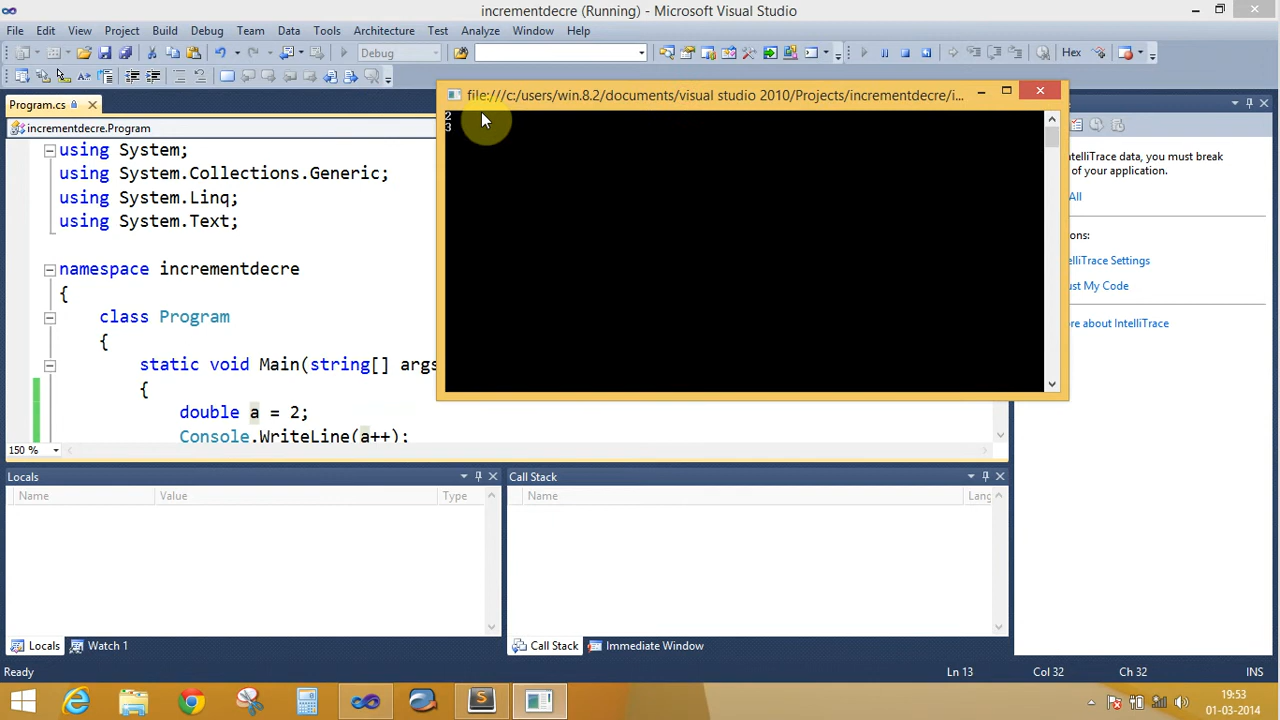 incrementdecre (Running) - Microsoft Visual Studio
File Edit View Project Build Debug Team Data Tools Architecture Test Analyze Window Help
Debug
Hex
Program.cs
file:///c:/users/win.8.2/documents/visual studio 2010/Projects/incrementdecre/i...
incrementdecre.Program
2
3
using System;
using System.Collections.Generic;
using System.Linq;
using System.Text;
namespace incrementdecre
{
class Program
{
static void Main(string[] args
{
double a = 2;
Console.WriteLine(a++);
150 %
IntelliTrace data, you must break
of your application.
All
ons:
elliTrace Settings
ust My Code
re about IntelliTrace
Locals
Name Value Type
Call Stack
Name Lang
Locals Watch 1
Call Stack Immediate Window
Ready
Ln 13 Col 32 Ch 32 INS
19:53
01-03-2014